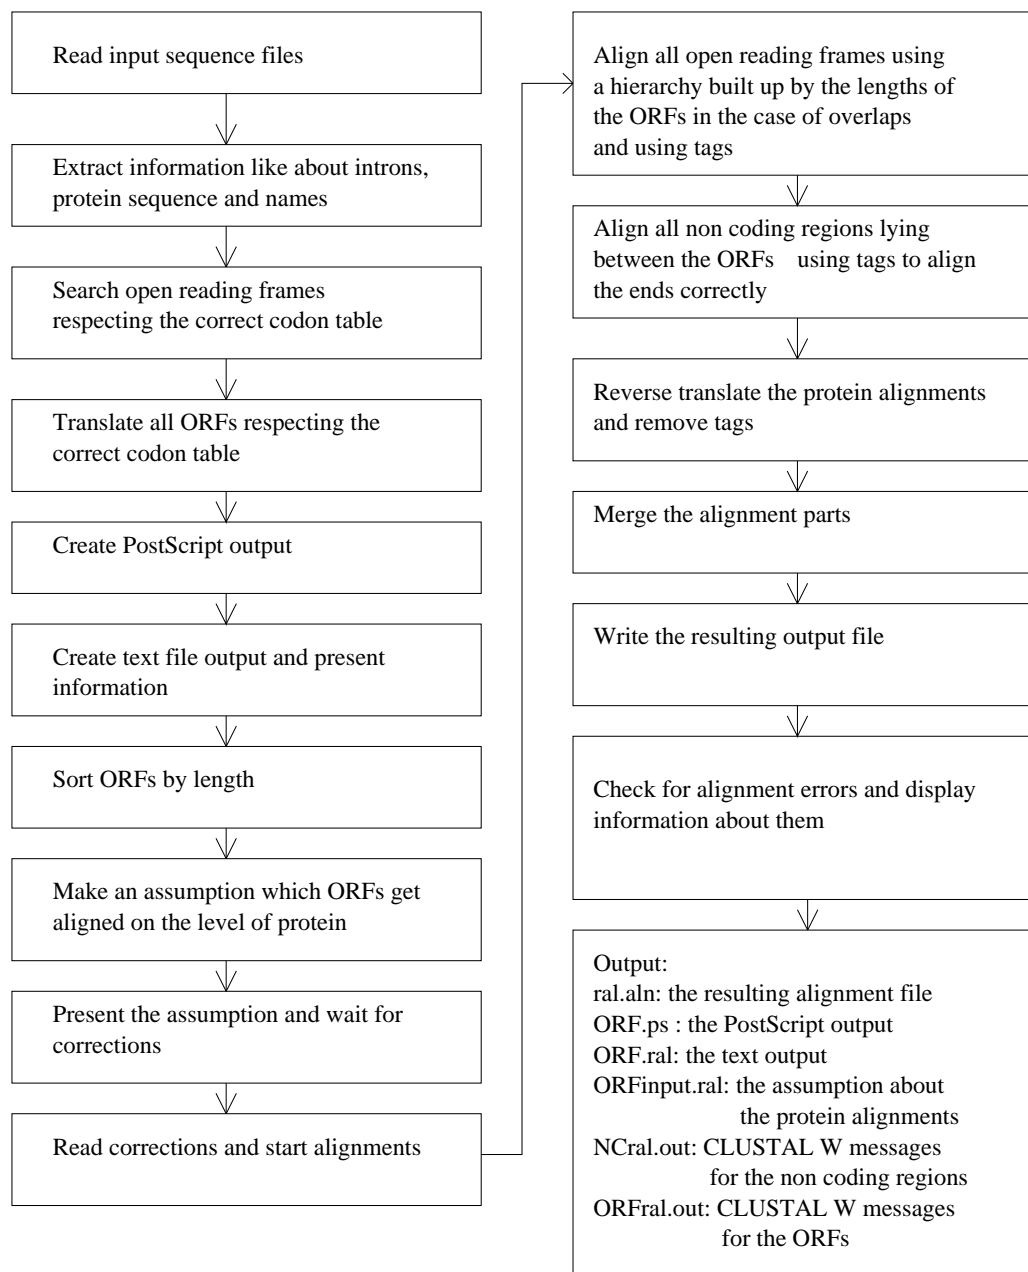 Read input sequence files
Extract information like about introns,
protein sequence and names
Search open reading frames
respecting the correct codon table
Translate all ORFs respecting the
correct codon table
Create PostScript output
Create text file output and present
information
Sort ORFs by length
Make an assumption which ORFs get
aligned on the level of protein
Present the assumption and wait for
corrections
Read corrections and start alignments
Align all open reading frames using
a hierarchy built up by the lengths of
the ORFs in the case of overlaps
and using tags
Align all non coding regions lying
between the ORFs using tags to align
the ends correctly
Reverse translate the protein alignments
and remove tags
Merge the alignment parts
Write the resulting output file
Check for alignment errors and display
information about them
Output:
ral.aln: the resulting alignment file
ORF.ps : the PostScript output
ORF.ral: the text output
ORFinput.ral: the assumption about
the protein alignments
NCral.out: CLUSTAL W messages
for the non coding regions
ORFral.out: CLUSTAL W messages
for the ORFs